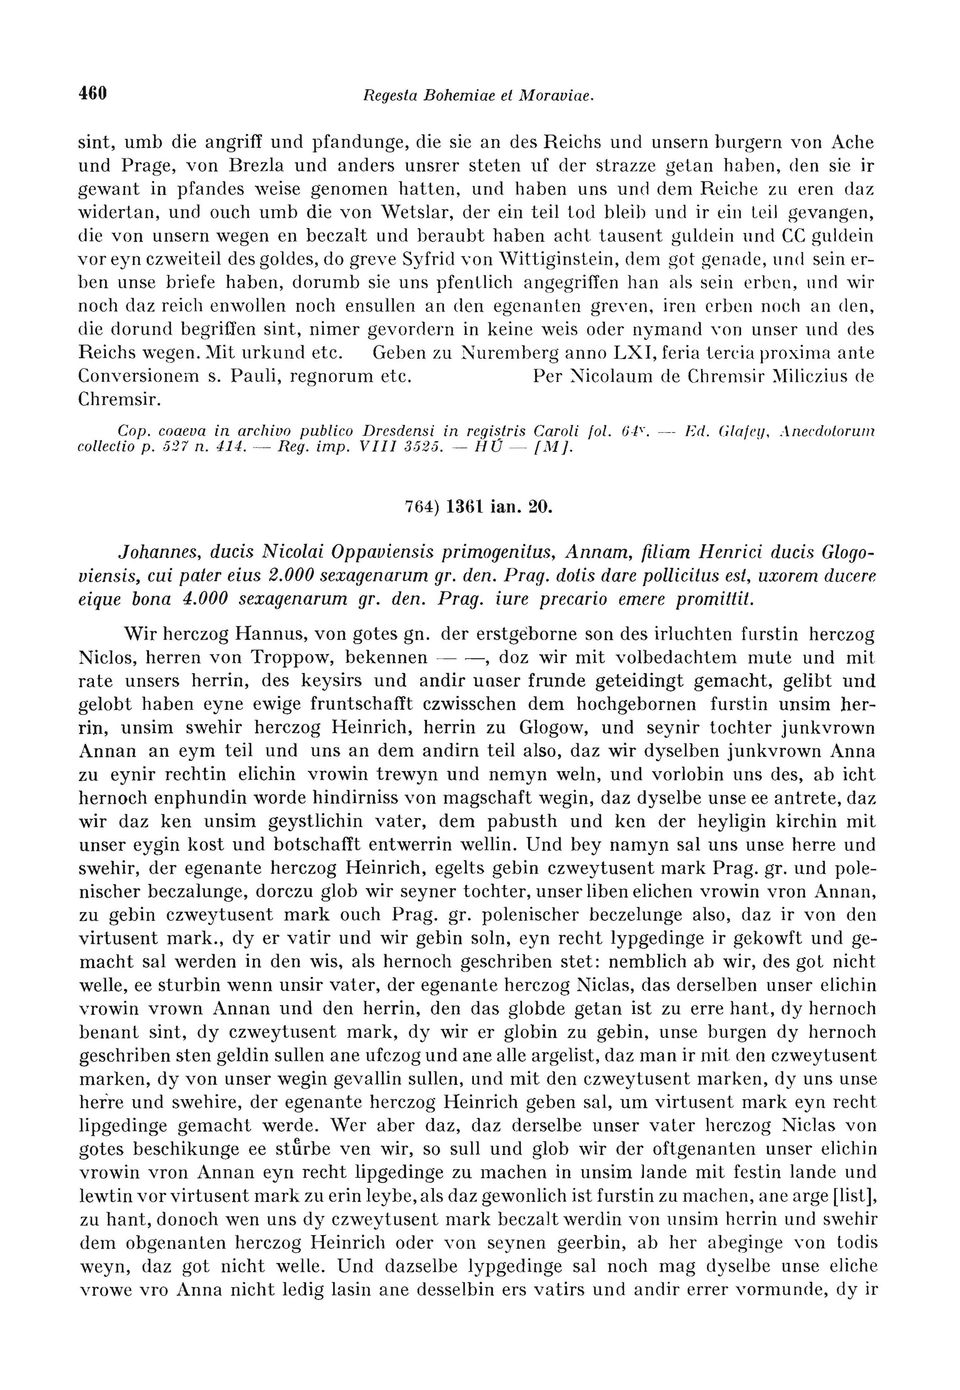 460 Regesta Bohemiae et Moraviae.
sint, umb die angriff und pfandunge, die sie an des Reichs und unsern burgern von Ache
und Prage, von Brezla und anders unsrer steten uf der strazze getan haben, den sie ir
gewant in pfandes weise genomen hatten, und haben uns und dem Reiche zu eren daz
widertan, und ouch umb die von Wetslar, der ein teil tod bleib und ir ein teil gevangen,
die von unsern wegen en beczalt und beraubt haben acht tausent guldein und CC guldein
vor eyn czweiteil des goldes, do greve Syfrid von Wittiginstein, dem got genade, und sein er-
ben unse briefe haben, dorumb sie uns pfentlich angegriffen han als sein erben, und wir
noch daz reich enwollen noch ensullen an den egenanten greven, iren erben noch an den,
die dorund begriffen sint, nimer gevordern in keine weis oder nymand von unser und des
Reichs wegen. Mit urkund etc. Geben zu Nuremberg anno LXI, feria tercia proxima ante
Conversionem s. Pauli, regnorum etc. Per Nicolaum de Chremsir Miliczius de
Chremsir.
Cop. coaeva in archivo publico Dresdensi in registris Caroli fol. 64v. — Ed. Glafey, Anecdotorum
collectio p. 527 n. 414. — Reg. imp. VIII 3525. — HÚ — [M].
764) 1361 ian. 20.
Johannes, ducis Nicolai Oppaviensis primogenitus, Annam, filiam Henrici ducis Glogo-
viensis, cui pater eius 2.000 sexagenarum gr. den. Prag. dotis dare pollicitus est, uxorem ducere
eique bona 4.000 sexagenarum gr. den. Prag. iure precario emere promittit.
Wir herczog Hannus, von gotes gn. der erstgeborne son des irluchten furstin herczog
Niclos, herren von Troppow, bekennen — —, doz wir mit volbedachtem mute und mit
rate unsers herrin, des keysirs und andir unser frunde geteidingt gemacht, gelibt und
gelobt haben eyne ewige fruntschafft czwisschen dem hochgebornen furstin unsim her-
rin, unsim swehir herczog Heinrich, herrin zu Glogow, und seynir tochter junkvrown
Annan an eym teil und uns an dem andirn teil also, daz wir dyselben junkvrown Anna
zu eynir rechtin elichin vrowin trewyn und nemyn weln, und vorlobin uns des, ab icht
hernoch enphundin worde hindirniss von magschaft wegin, daz dyselbe unse ee antrete, daz
wir daz ken unsim geystlichin vater, dem pabusth und ken der heyligin kirchin mit
unser eygin kost und botschafft entwerrin wellin. Und bey namyn sal uns unse herre und
swehir, der egenante herczog Heinrich, egelts gebin czweytusent mark Prag. gr. und pole-
nischer beczalunge, dorczu glob wir seyner tochter, unser liben elichen vrowin vron Annan,
zu gebin czweytusent mark ouch Prag. gr. polenischer beczelunge also, daz ir von den
virtusent mark., dy er vatir und wir gebin soln, eyn recht lypgedinge ir gekowft und ge-
macht sal werden in den wis, als hernoch geschriben stet: nemblich ab wir, des got nicht
welle, ee sturbin wenn unsir vater, der egenante herczog Niclas, das derselben unser elichin
vrowin vrown Annan und den herrin, den das globde getan ist zu erre hant, dy hernoch
benant sint, dy czweytusent mark, dy wir er globin zu gebin, unse burgen dy hernoch
geschriben sten geldin sullen ane ufczog und ane alle argelist, daz man ir mit den czweytusent
marken, dy von unser wegin gevallin sullen, und mit den czweytusent marken, dy uns unse
herre und swehire, der egenante herczog Heinrich geben sal, um virtusent mark eyn recht
lipgedinge gemacht werde. Wer aber daz, daz derselbe unser vater herczog Niclas von
gotes beschikunge ee stuͤrbe ven wir, so sull und glob wir der oftgenanten unser elichin
vrowin vron Annan eyn recht lipgedinge zu machen in unsim lande mit festin lande und
lewtin vor virtusent mark zu erin leybe, als daz gewonlich ist furstin zu machen, ane arge [list],
zu hant, donoch wen uns dy czweytusent mark beczalt werdin von unsim herrin und swehir
dem obgenanten herczog Heinrich oder von seynen geerbin, ab her abeginge von todis
weyn, daz got nicht welle. Und dazselbe lypgedinge sal noch mag dyselbe unse eliche
vrowe vro Anna nicht ledig lasin ane desselbin ers vatirs und andir errer vormunde, dy ir